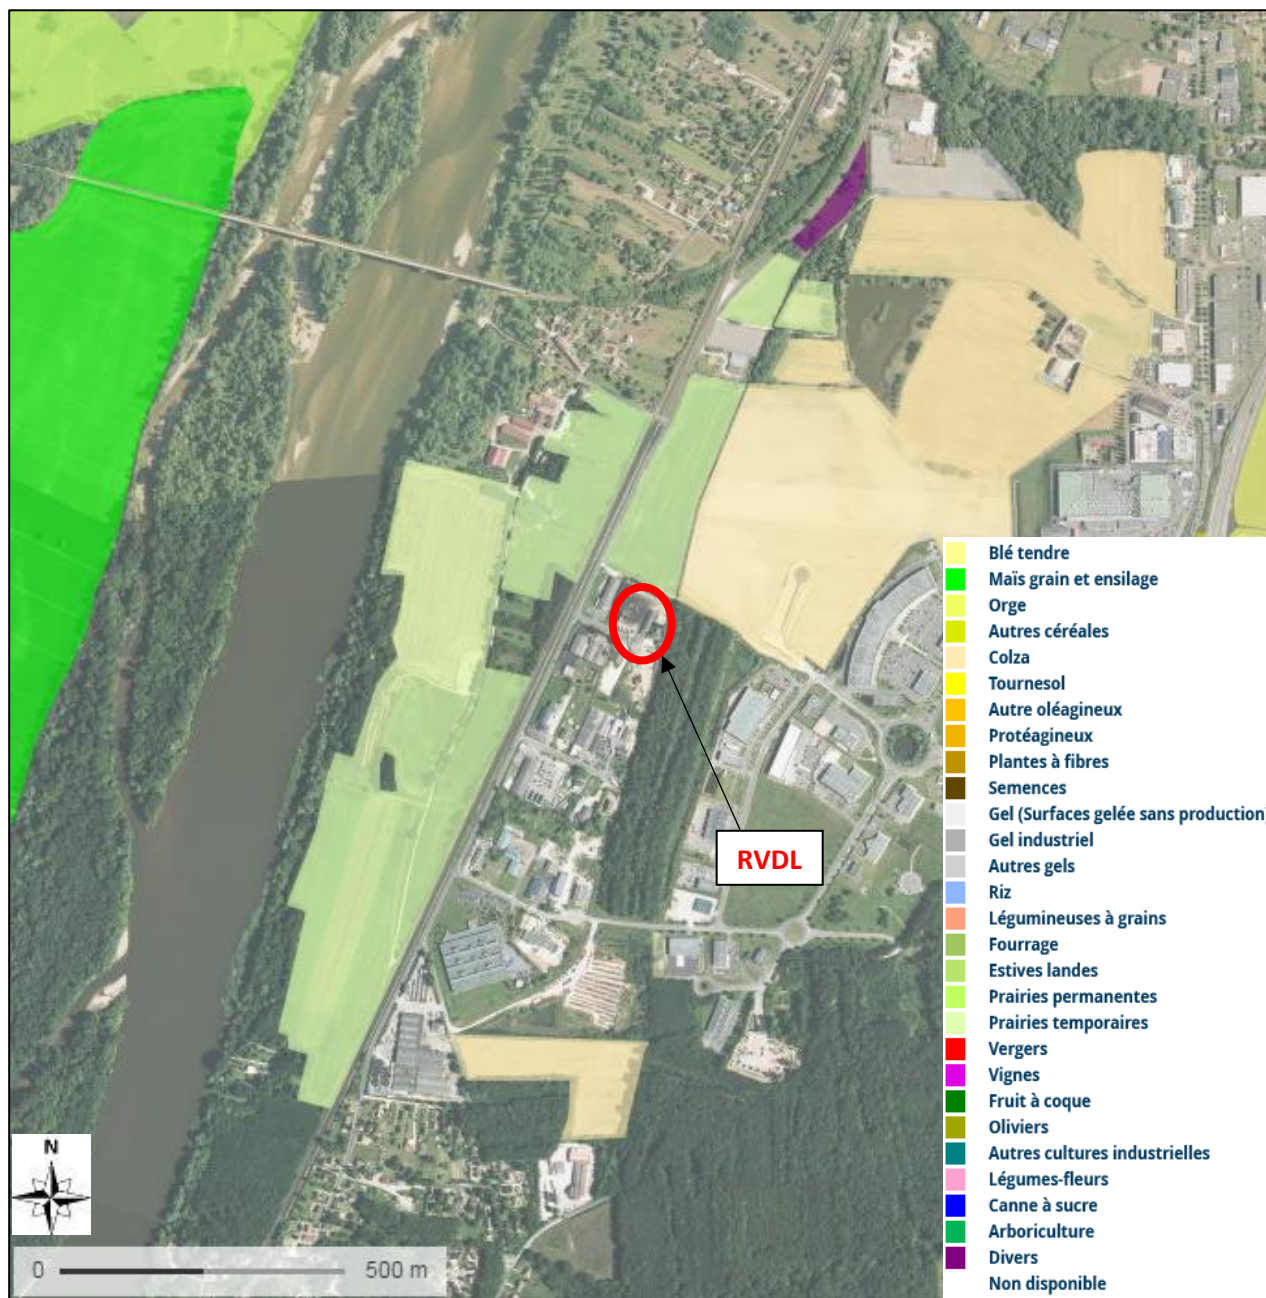 Blé tendre
Maïs grain et ensilage
Orge
Autres céréales
Colza
Tournesol
Autre oléagineux
Protéagineux
Plantes à fibres
Semences
Gel (Surfaces gelée sans production)
Gel industriel
Autres gels
Riz
Légumineuses à grains
Fourrage
Estives landes
Prairies permanentes
Prairies temporaires
Vergers
Vignes
Fruit à coque
Oliviers
Autres cultures industrielles
Légumes-fleurs
Canne à sucre
Arboriculture
Divers
Non disponible
RVDL
N
0 500 m